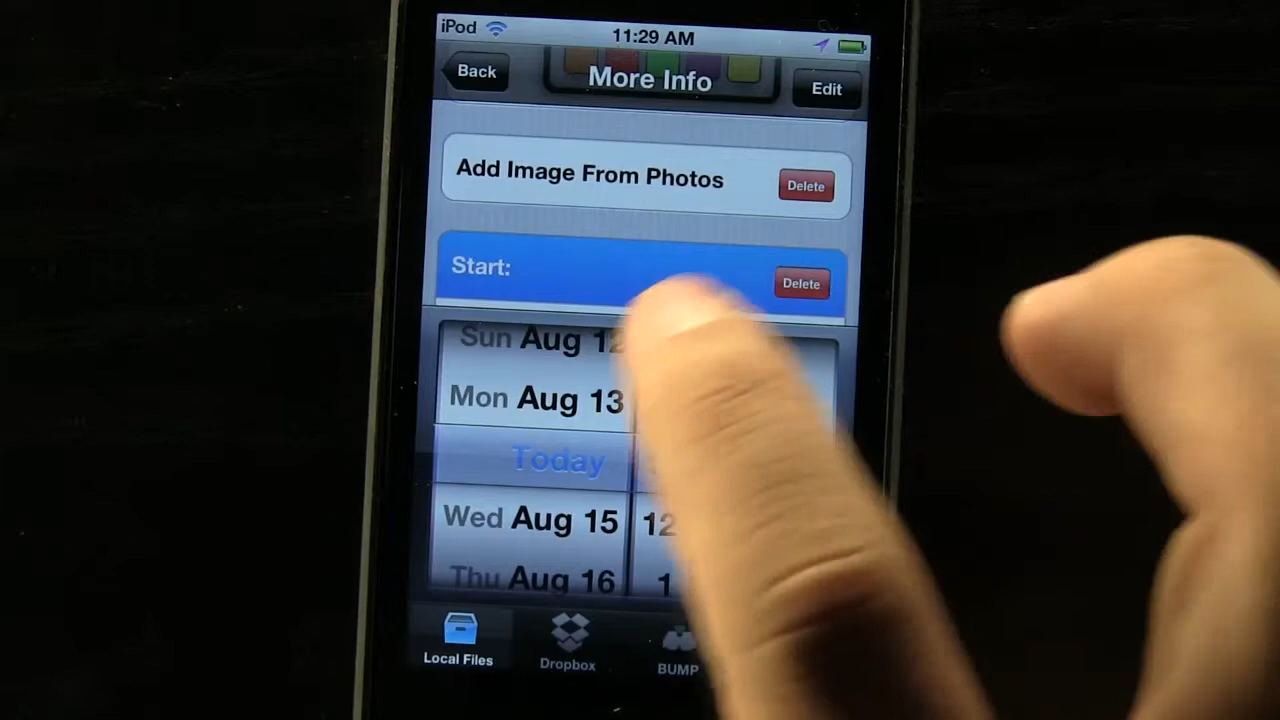 iPod
11:29 AM
Back
More Info
Edit
Add Image From Photos
Delete
Start:
Delete
Sun Aug 12
Mon Aug 13
Today
Wed Aug 15
12
Thu Aug 16
1
Local Files
Dropbox
BUMP